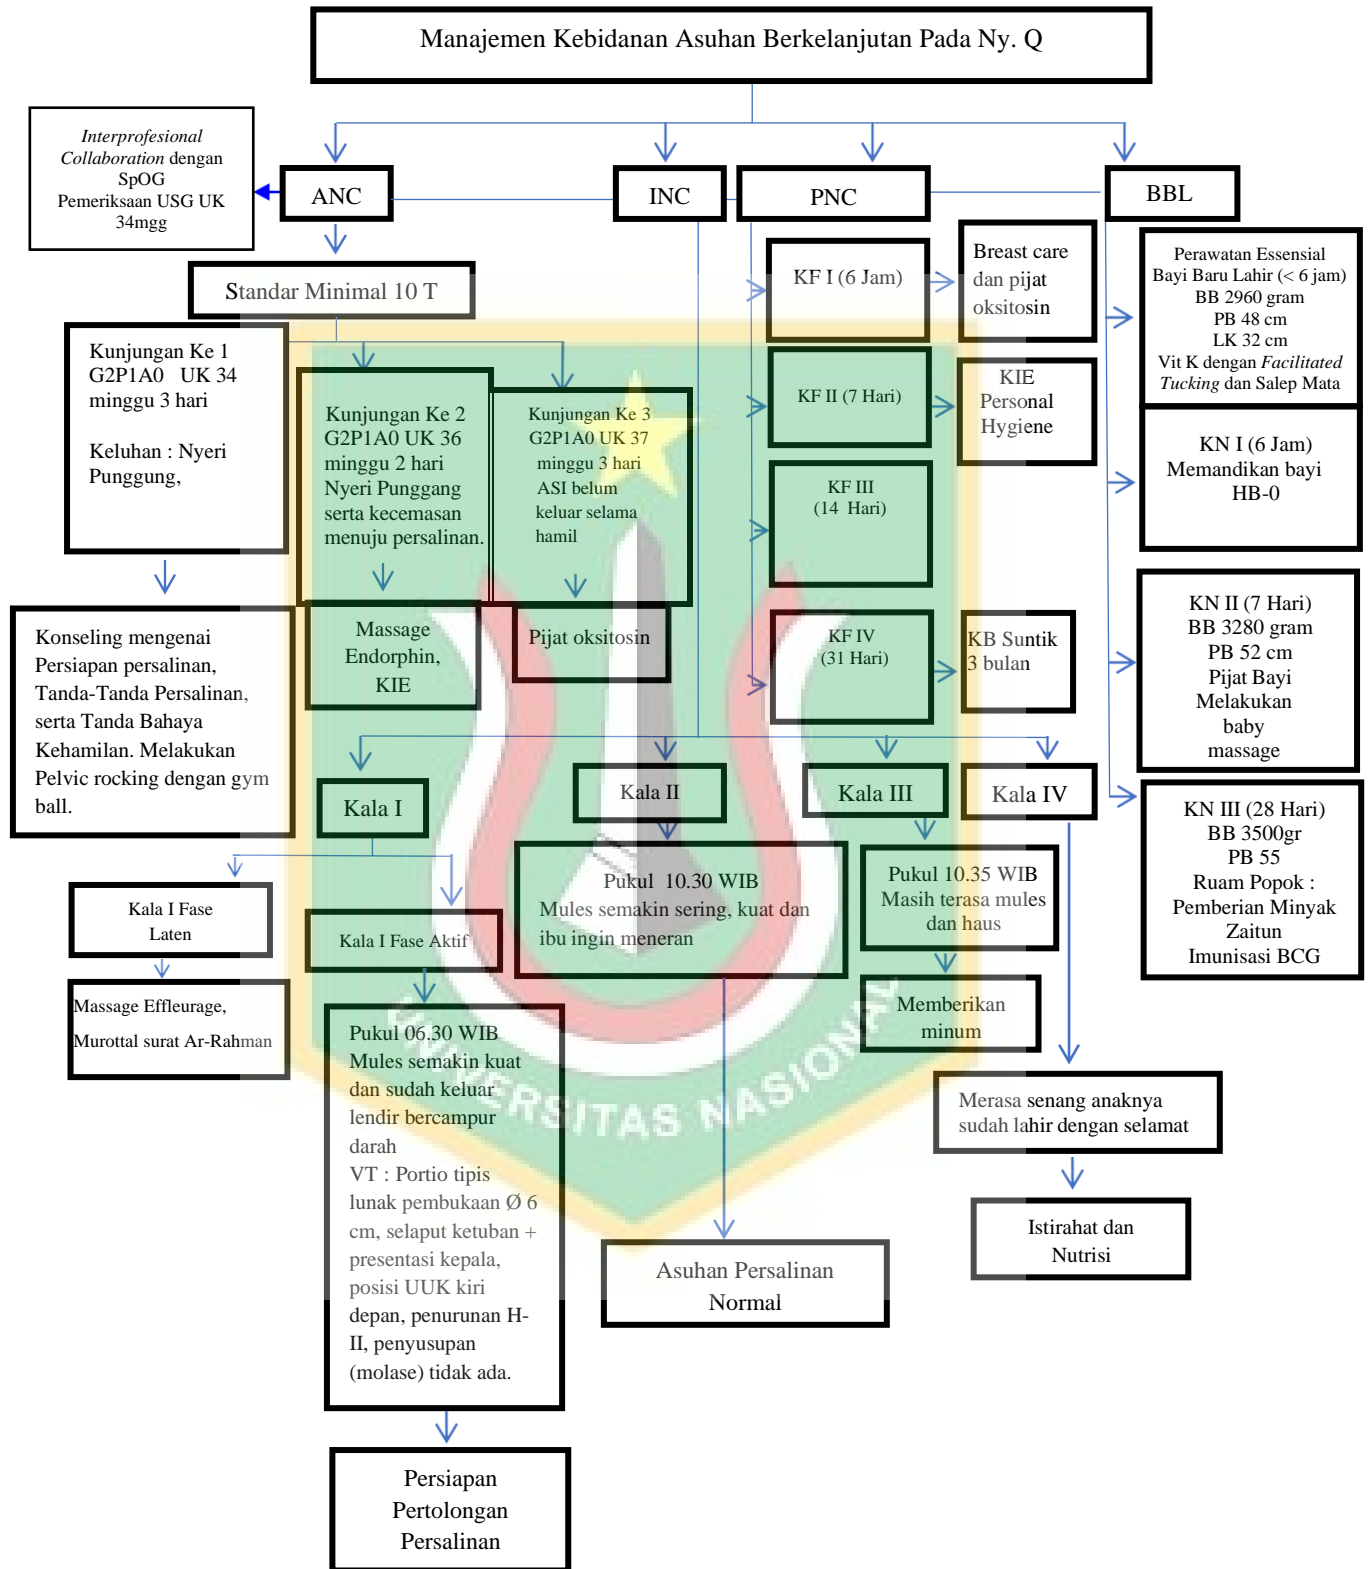 Manajemen Kebidanan Asuhan Berkelanjutan Pada Ny. Q
Interprofesional
Collaboration dengan
SpOG
Pemeriksaan USG UK
34mgg
ANC
INC
PNC
BBL
Standar Minimal 10 T
Kunjungan Ke 1
G2P1A0 UK 34
minggu 3 hari
Keluhan : Nyeri
Punggung,
Kunjungan Ke 2
G2P1A0 UK 36
minggu 2 hari
Nyeri Punggang
serta kecemasan
menuju persalinan.
Kunjungan Ke 3
G2P1A0 UK 37
minggu 3 hari
ASI belum
keluar selama
hamil
Konseling mengenai
Persiapan persalinan,
Tanda-Tanda Persalinan,
serta Tanda Bahaya
Kehamilan. Melakukan
Pelvic rocking dengan gym
ball.
Massage
Endorphin,
KIE
Pijat oksitosin
KF I (6 Jam)
Breast care
dan pijat
oksitosin
KF II (7 Hari)
KIE
Personal
Hygiene
KF III
(14 Hari)
KF IV
(31 Hari)
KB Suntik
3 bulan
Perawatan Essensial
Bayi Baru Lahir (< 6 jam)
BB 2960 gram
PB 48 cm
LK 32 cm
Vit K dengan Facilitated
Tucking dan Salep Mata
KN I (6 Jam)
Memandikan bayi
HB-0
KN II (7 Hari)
BB 3280 gram
PB 52 cm
Pijat Bayi
Melakukan
baby
massage
KN III (28 Hari)
BB 3500gr
PB 55
Ruam Popok :
Pemberian Minyak
Zaitun
Imunisasi BCG
Kala I
Kala II
Kala III
Kala IV
Kala I Fase
Laten
Massage Effleurage,
Murottal surat Ar-Rahman
Kala I Fase Aktif
Pukul 06.30 WIB
Mules semakin kuat
dan sudah keluar
lendir bercampur
darah
VT : Portio tipis
lunak pembukaan Ø 6
cm, selaput ketuban +
presentasi kepala,
posisi UUK kiri
depan, penurunan H-
II, penyusupan
(molase) tidak ada.
Persiapan
Pertolongan
Persalinan
Pukul 10.30 WIB
Mules semakin sering, kuat dan
ibu ingin meneran
Asuhan Persalinan
Normal
Pukul 10.35 WIB
Masih terasa mules
dan haus
Memberikan
minum
Merasa senang anaknya
sudah lahir dengan selamat
Istirahat dan
Nutrisi
UNIVERSITAS NASIONAL